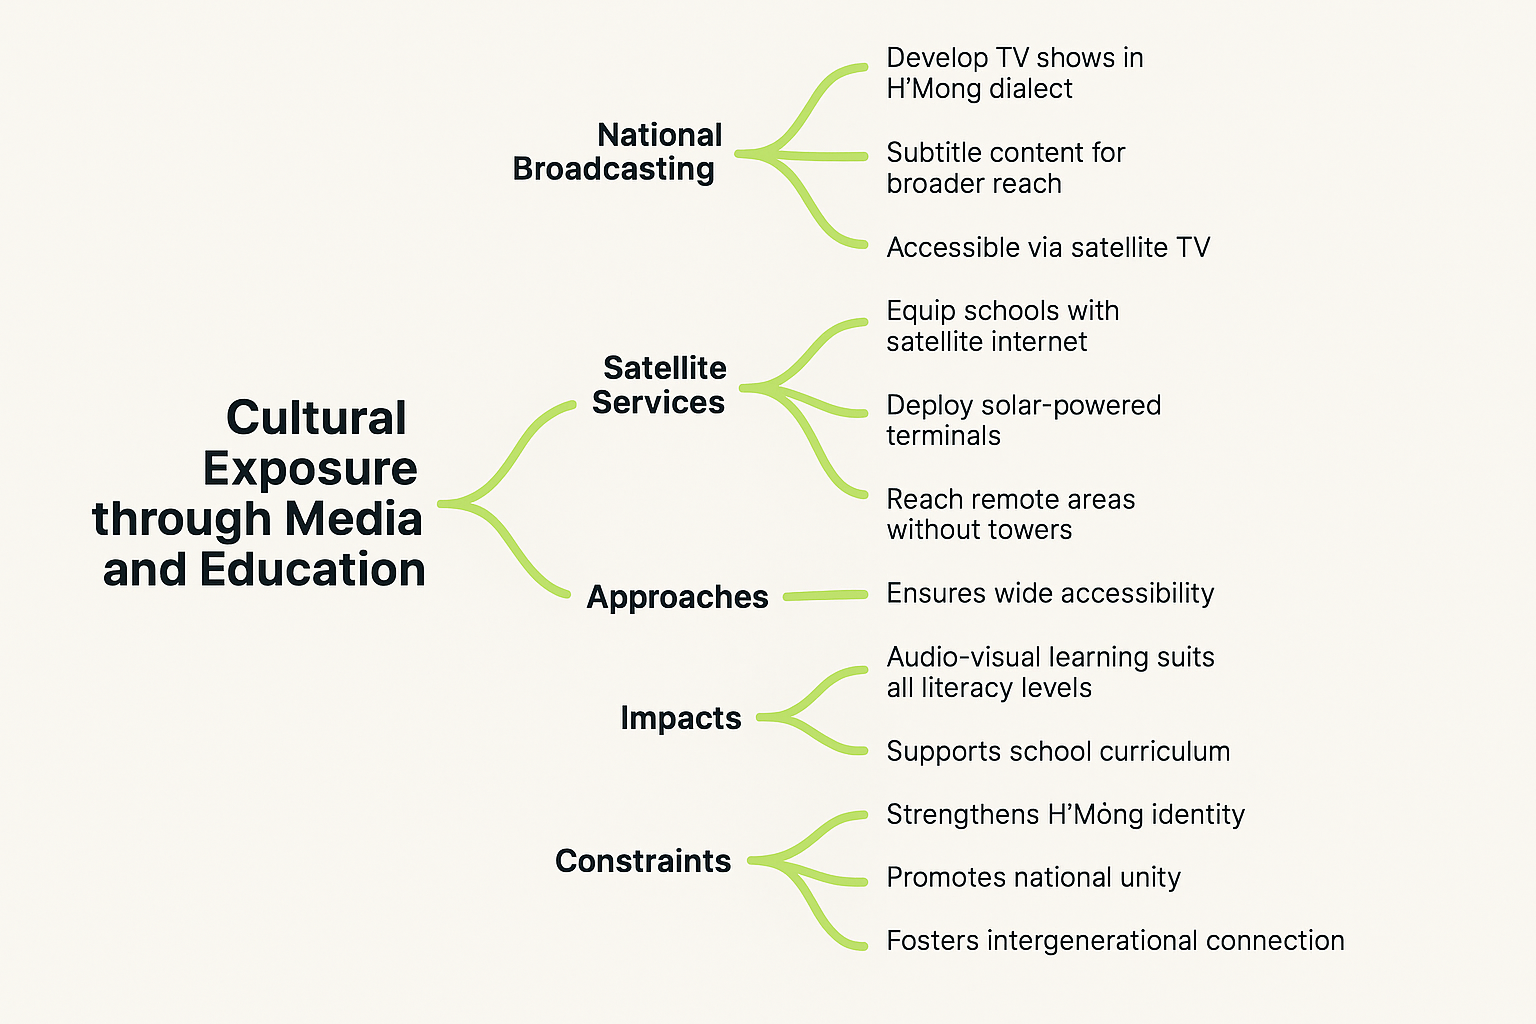 Cultural
Exposure
through Media
and Education
National
Broadcasting
Develop TV shows in
H’Mong dialect
Subtitle content for
broader reach
Accessible via satellite TV
Satellite
Services
Equip schools with
satellite internet
Deploy solar-powered
terminals
Reach remote areas
without towers
Approaches
Ensures wide accessibility
Impacts
Audio-visual learning suits
all literacy levels
Supports school curriculum
Constraints
Strengthens H’Mȯng identity
Promotes national unity
Fosters intergenerational connection